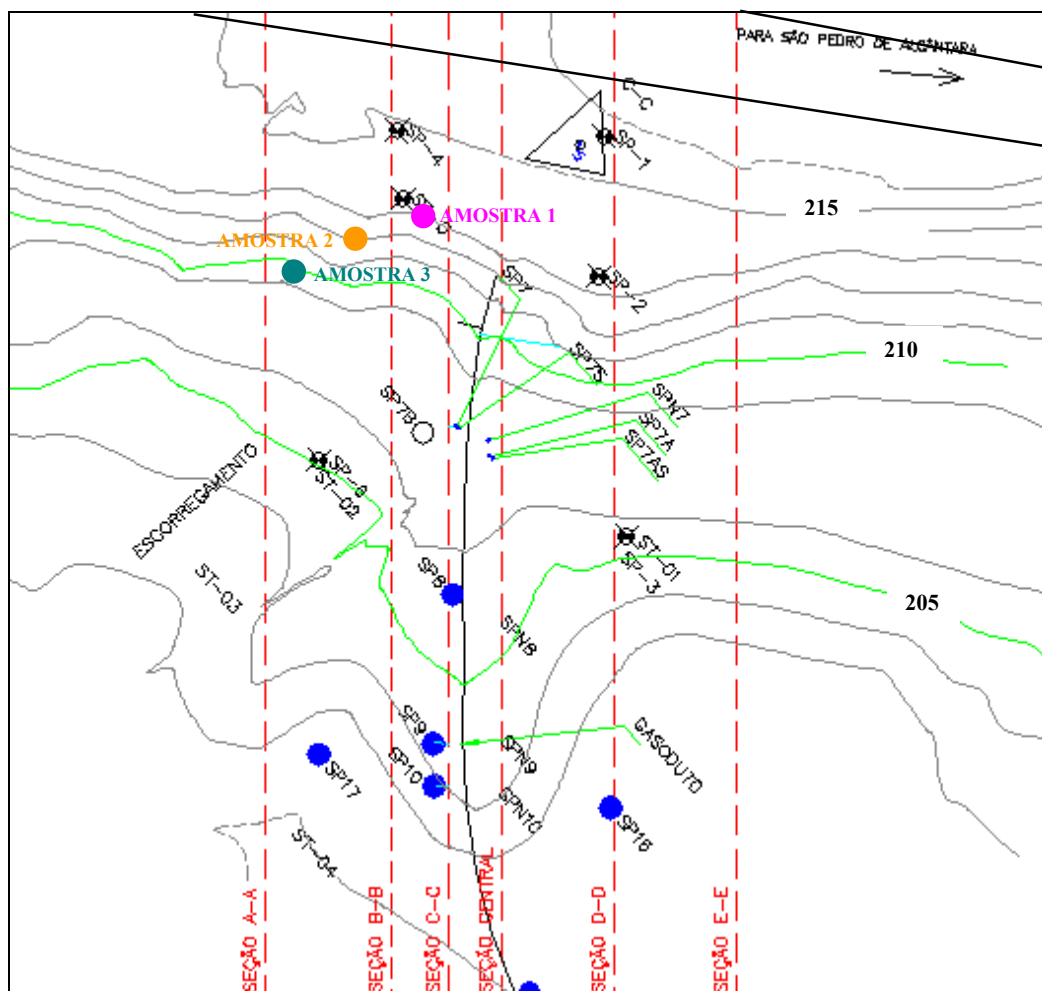 PARA SÃO PEDRO DE ALCÂNTARA
SP-4
SP-1
215
AMOSTRA 1
AMOSTRA 2
AMOSTRA 3
SP7
SP-2
210
SP7S
SP7B
SPN7
SP7A
SP7AS
ESCORREGAMENTO
ST-02
ST-01
SP-3
ST-03
SP8
205
SPN8
SP9
GASODUTO
SPN9
SP10
SP17
SPN10
SP16
ST-04
SEÇÃO A-A
SEÇÃO B-B
SEÇÃO C-C
SEÇÃO CENTRAL
SEÇÃO D-D
SEÇÃO E-E